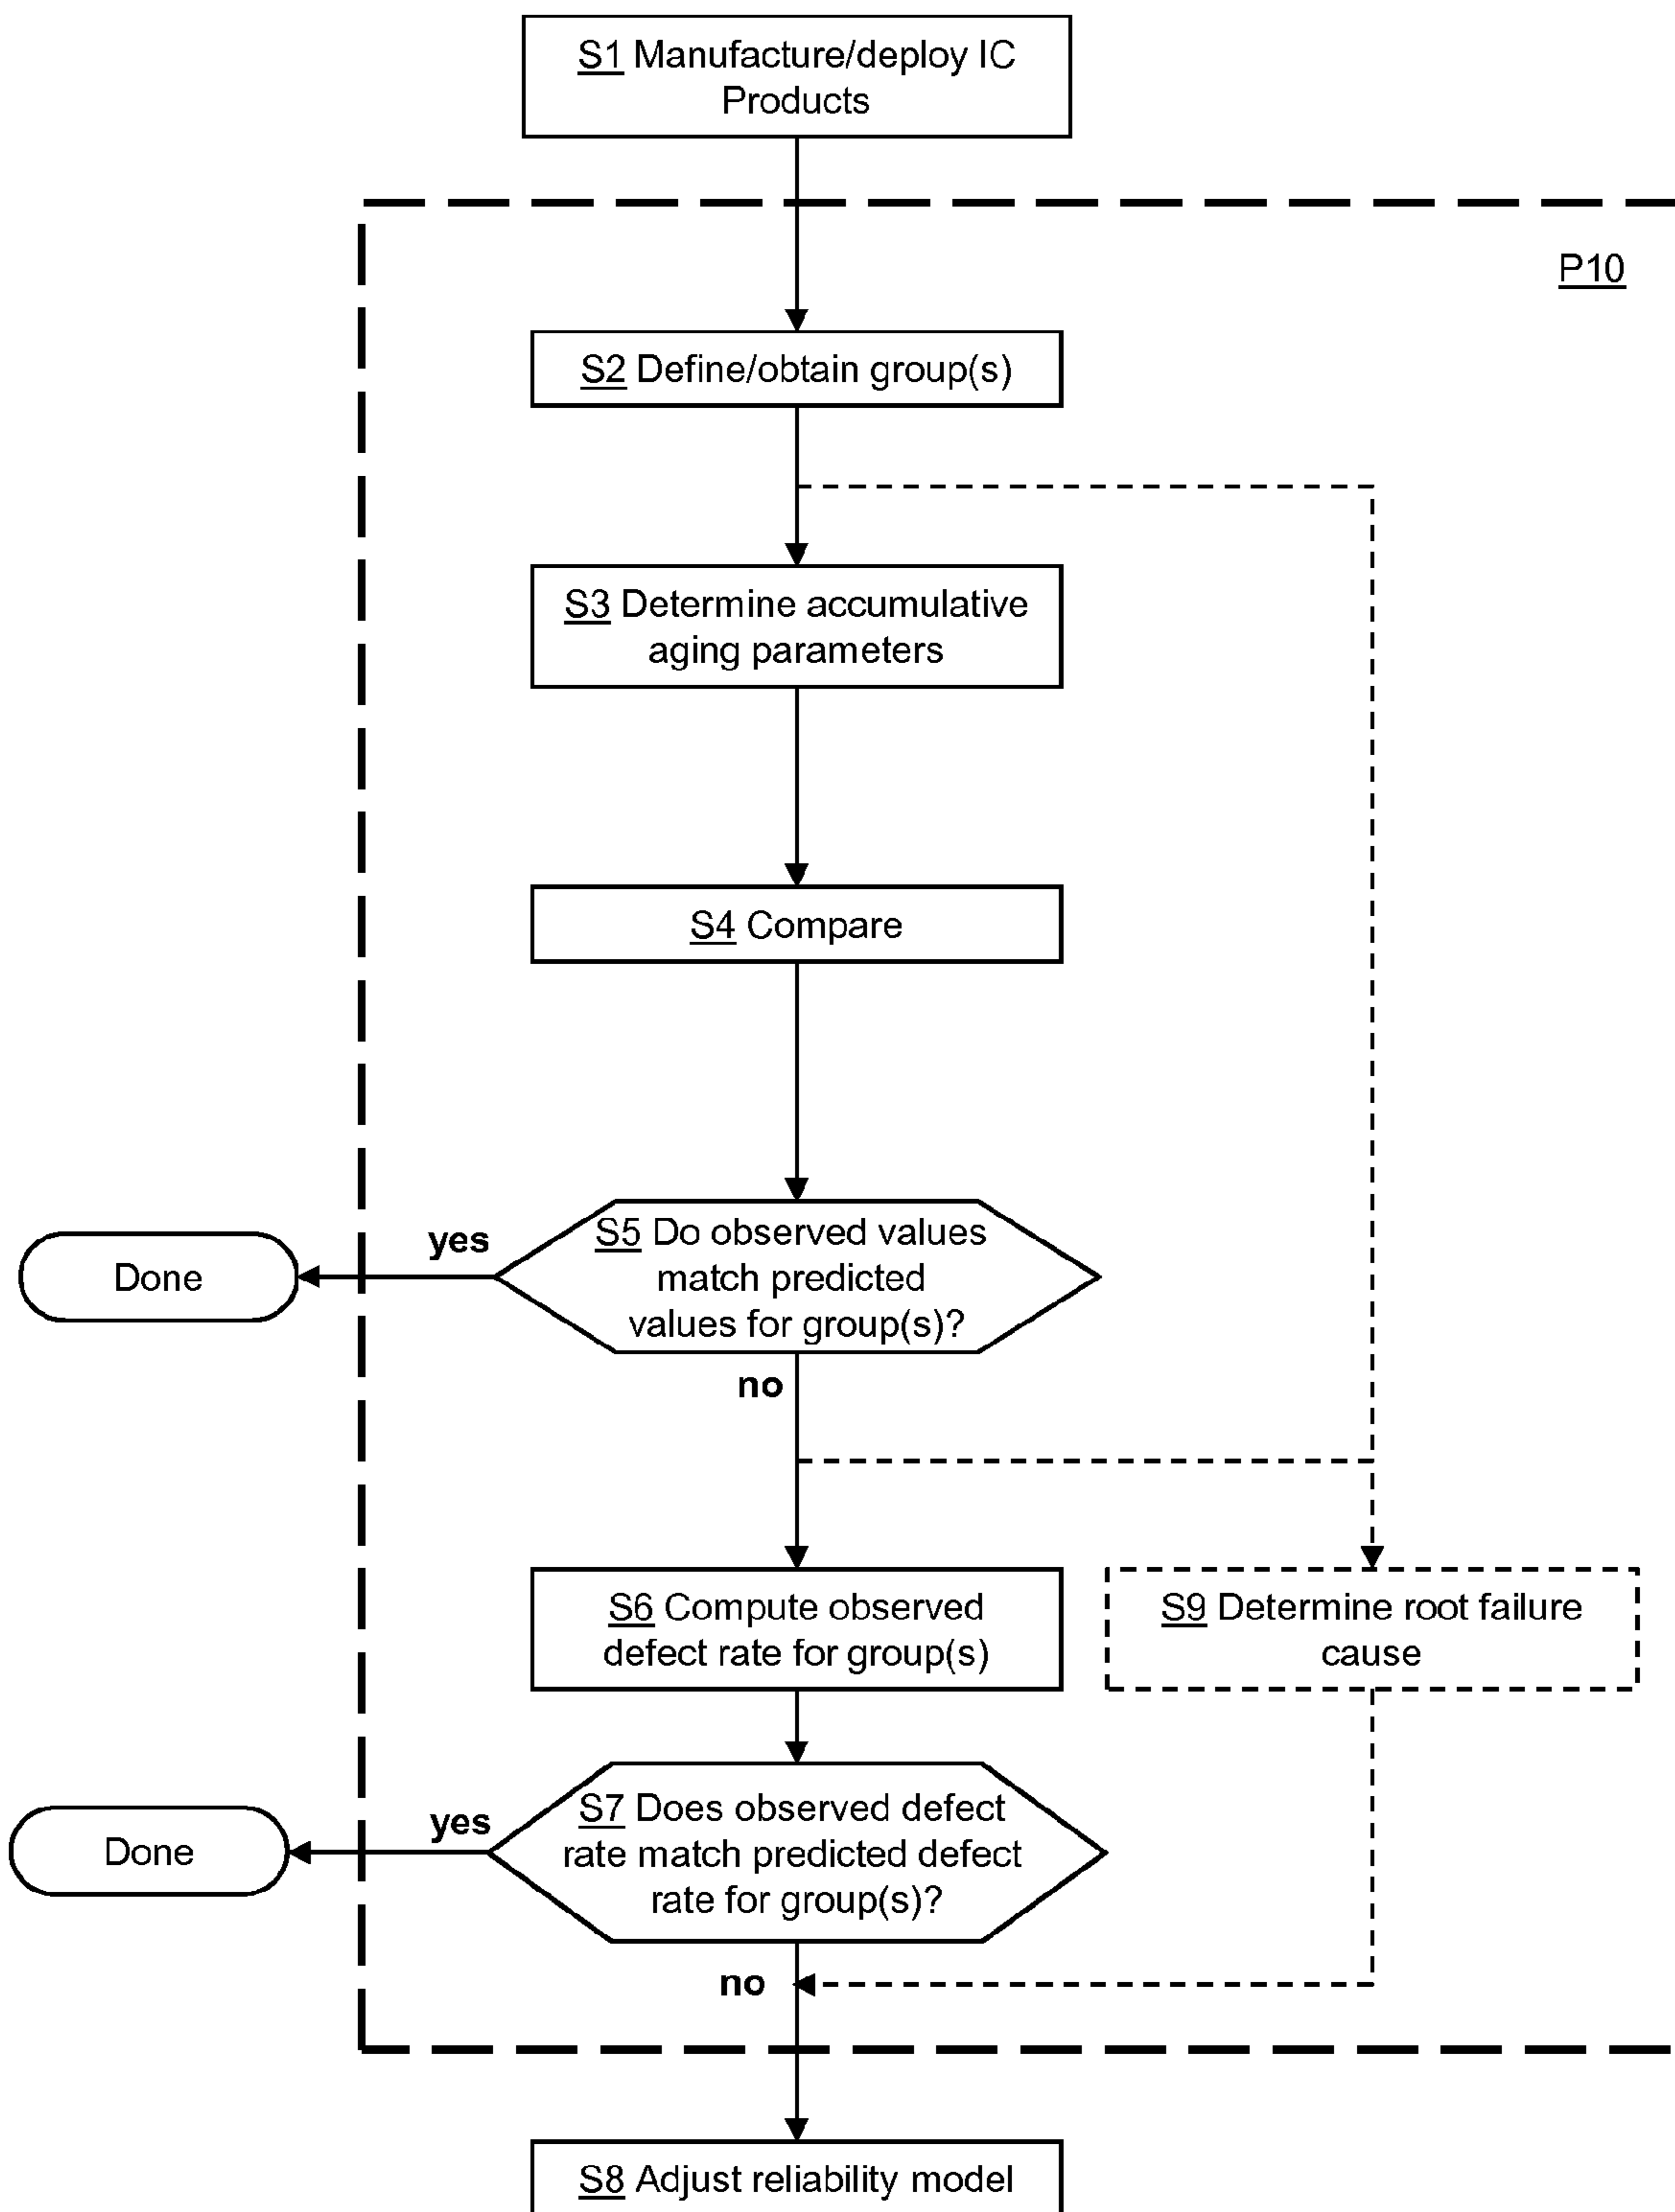 S1 Manufacture/deploy IC
Products
P10
S2 Define/obtain group(s)
S3 Determine accumulative
aging parameters
S4 Compare
S5 Do observed values
match predicted
values for group(s)?
yes
Done
no
S6 Compute observed
defect rate for group(s)
S9 Determine root failure
cause
S7 Does observed defect
rate match predicted defect
rate for group(s)?
yes
Done
no
S8 Adjust reliability model